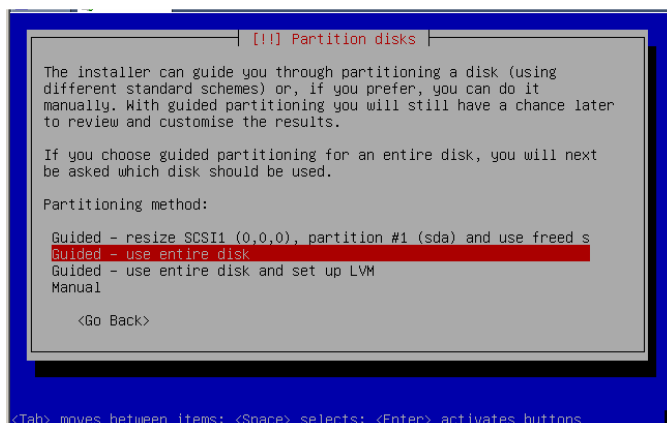 [!!] Partition disks
The installer can guide you through partitioning a disk (using
different standard schemes) or, if you prefer, you can do it
manually. With guided partitioning you will still have a chance later
to review and customise the results.
If you choose guided partitioning for an entire disk, you will next
be asked which disk should be used.
Partitioning method:
Guided - resize SCSI1 (0,0,0), partition #1 (sda) and use freed s
Guided - use entire disk
Guided - use entire disk and set up LVM
Manual
<Go Back>
<Tab> moves between items; <Space> selects; <Enter> activates buttons